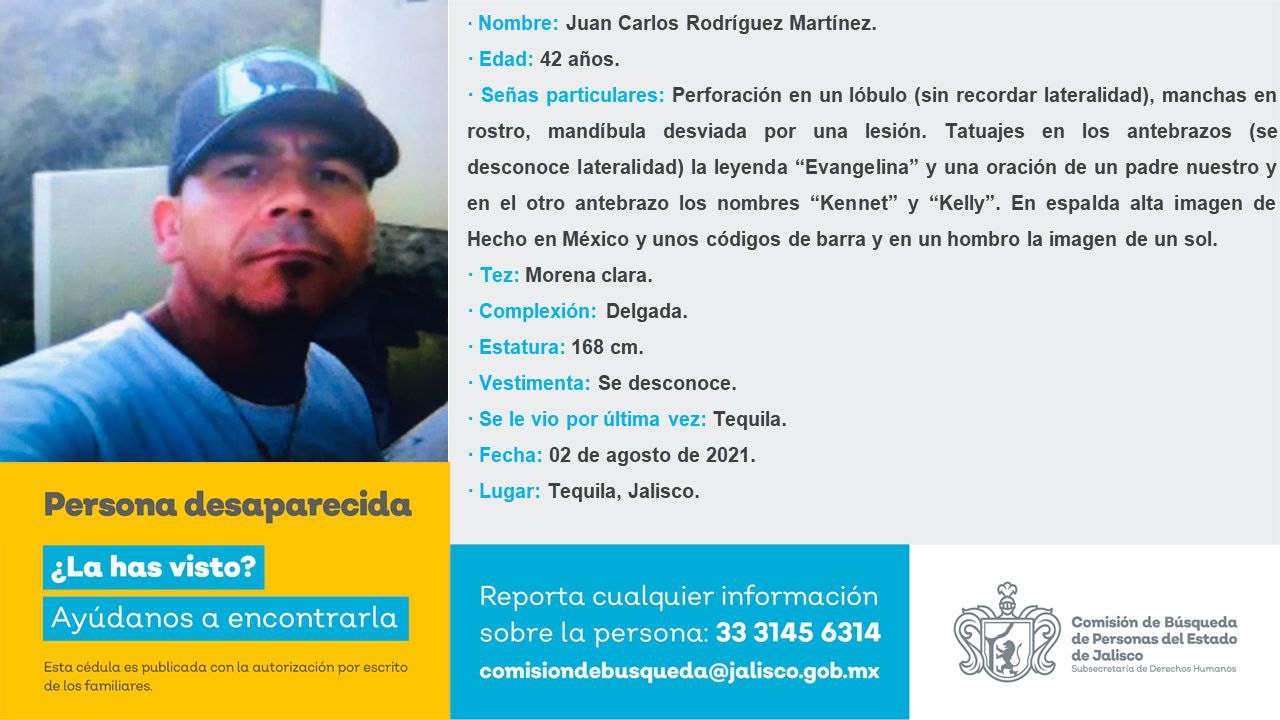 · Nombre: Juan Carlos Rodríguez Martínez.
· Edad: 42 años.
· Señas particulares: Perforación en un lóbulo (sin recordar lateralidad), manchas en
rostro, mandíbula desviada por una lesión. Tatuajes en los antebrazos (se
desconoce lateralidad) la leyenda “Evangelina” y una oración de un padre nuestro y
en el otro antebrazo los nombres “Kennet” y “Kelly”. En espalda alta imagen de
Hecho en México y unos códigos de barra y en un hombro la imagen de un sol.
· Tez: Morena clara.
· Complexión: Delgada.
· Estatura: 168 cm.
· Vestimenta: Se desconoce.
· Se le vio por última vez: Tequila.
· Fecha: 02 de agosto de 2021.
· Lugar: Tequila, Jalisco.
Persona desaparecida
¿La has visto?
Ayúdanos a encontrarla
Esta cédula es publicada con la autorización por escrito
de los familiares.
Reporta cualquier información
sobre la persona: 33 3145 6314
comisiondebusqueda@jalisco.gob.mx
Comisión de Búsqueda
de Personas del Estado
de Jalisco
Subsecretaría de Derechos Humanos